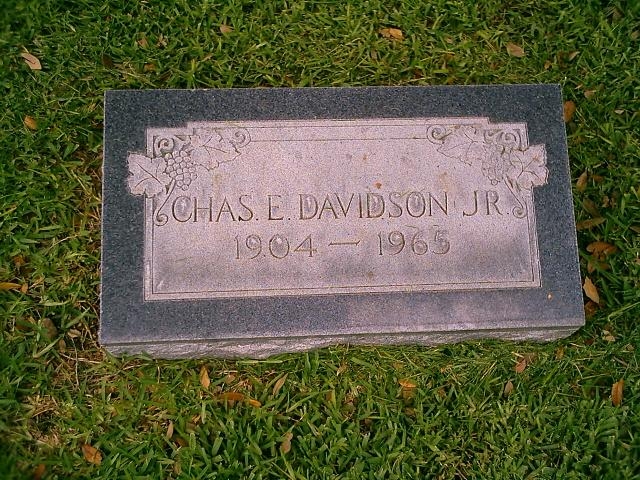 CHAS. E. DAVIDSON JR.
1904 — 1965